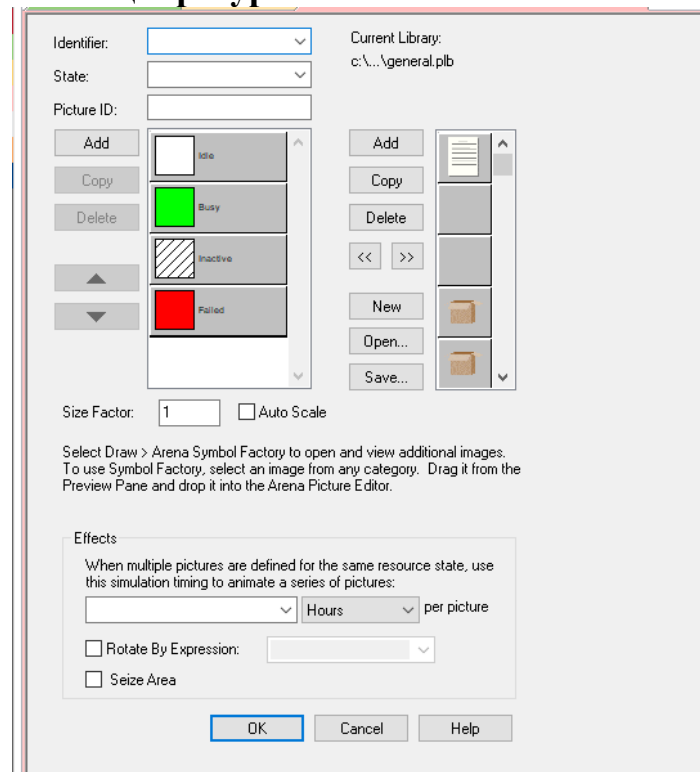 Identifier:
Current Library:
c:\...\general.plb
State:
Picture ID:
Add
Copy
Delete
Idle
Busy
Inactive
Failed
Add
Copy
Delete
<< >>
New
Open...
Save...
Size Factor: 1 Auto Scale
Select Draw > Arena Symbol Factory to open and view additional images.
To use Symbol Factory, select an image from any category. Drag it from the
Preview Pane and drop it into the Arena Picture Editor.
Effects
When multiple pictures are defined for the same resource state, use
this simulation timing to animate a series of pictures:
Hours per picture
Rotate By Expression:
Seize Area
OK Cancel Help